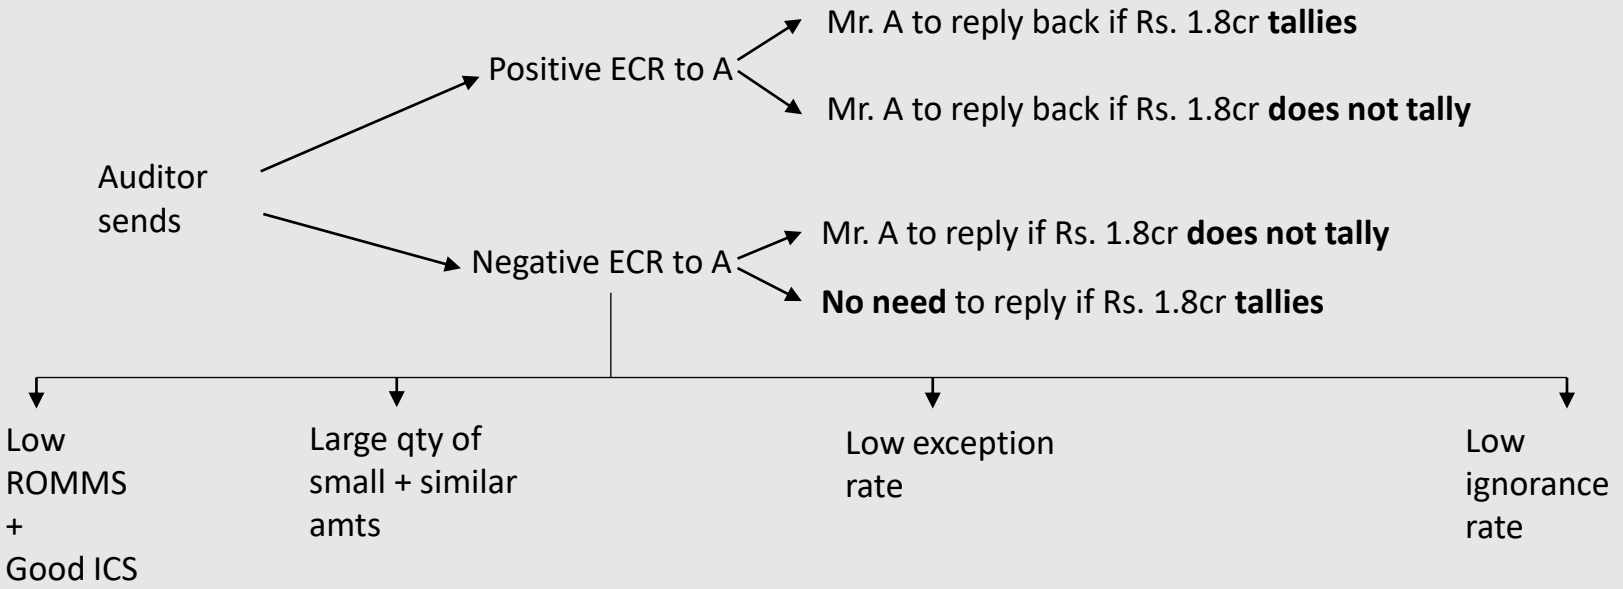 Mr. A to reply back if Rs. 1.8cr tallies
Positive ECR to A
Mr. A to reply back if Rs. 1.8cr does not tally
Auditor
sends
Mr. A to reply if Rs. 1.8cr does not tally
Negative ECR to A
No need to reply if Rs. 1.8cr tallies
Low
ROMMS
+
Good ICS
Large qty of
small + similar
amts
Low exception
rate
Low
ignorance
rate